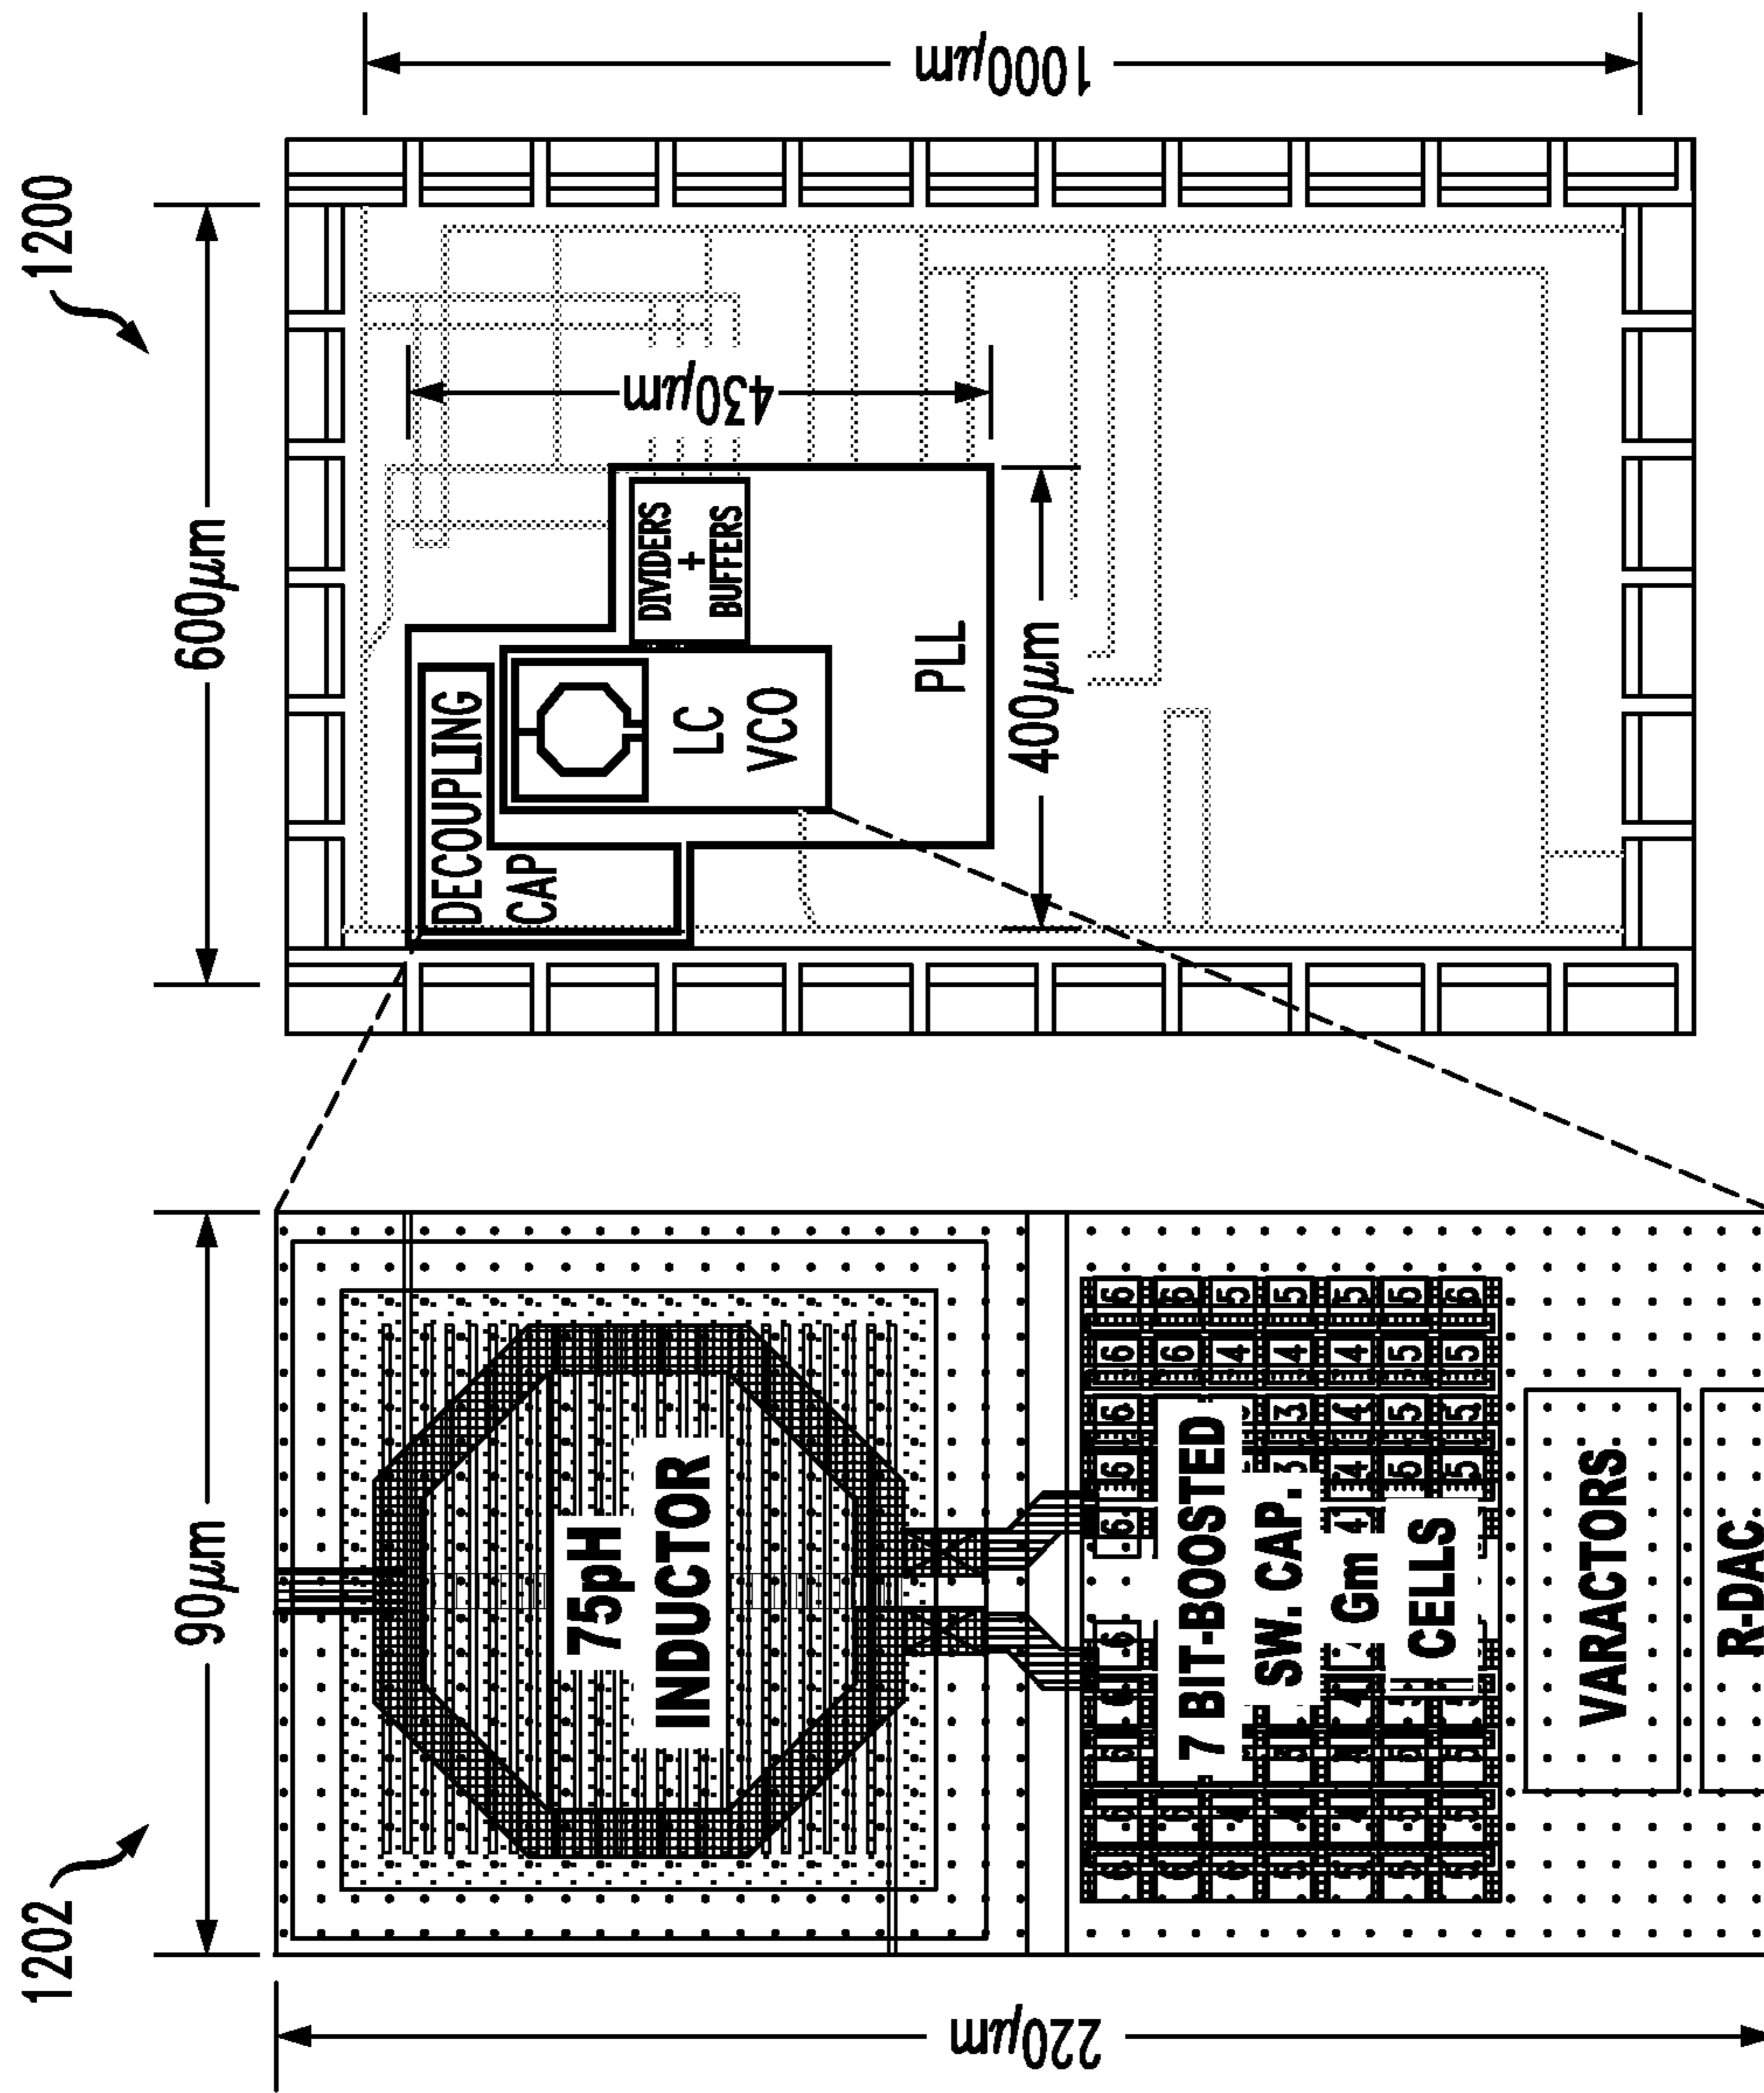 1202
90µm
220µm
75pH
INDUCTOR
7 BIT-BOOSTED
SW. CAP.
Gm
CELLS
VARACTORS
R-DAC
1200
600µm
1000µm
DECOUPLING
CAP
LC
VCO
DIVIDERS
+
BUFFERS
430µm
PLL
400µm